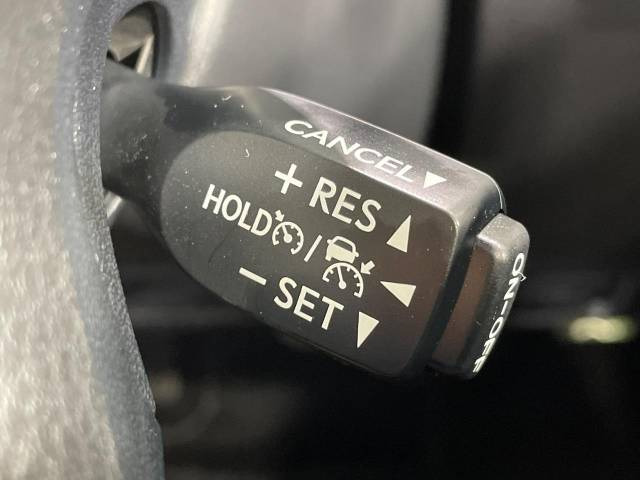 CANCEL▼
+ RES ▲
HOLD /
- SET ▼
ON-OFF